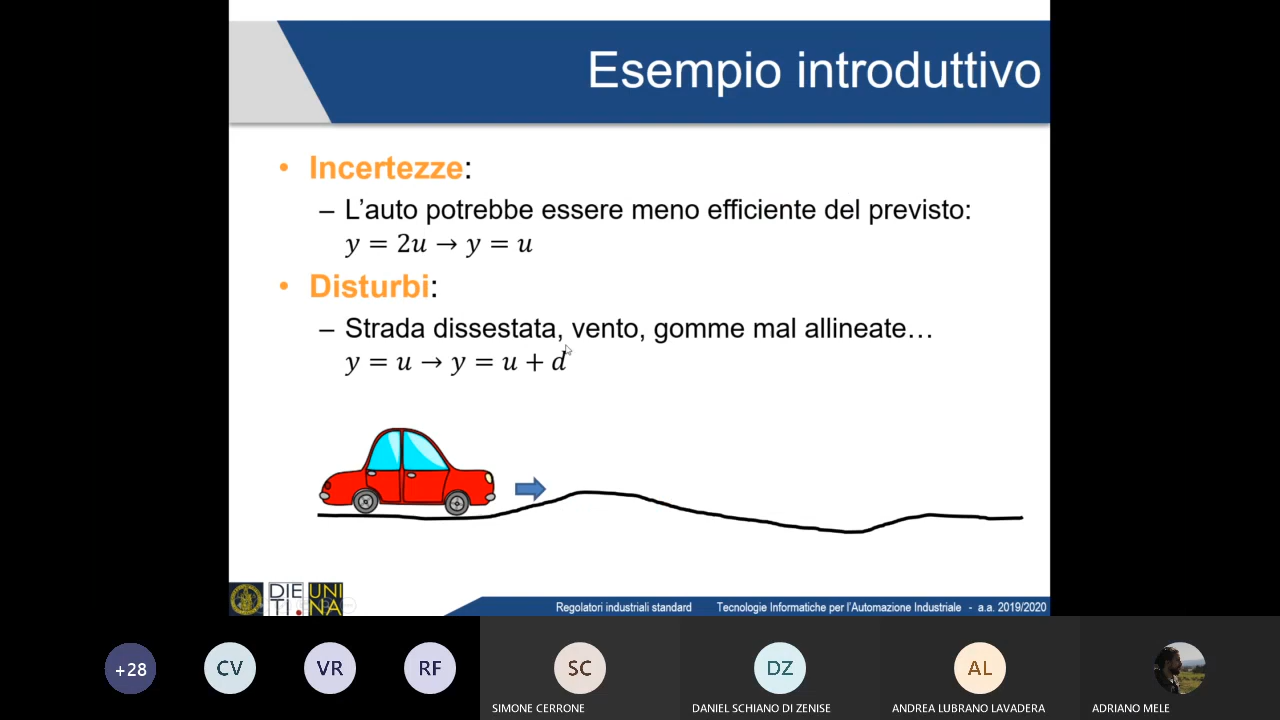 Esempio introduttivo
• Incertezze:
– L'auto potrebbe essere meno efficiente del previsto:
y = 2u → y = u
• Disturbi:
– Strada dissestata, vento, gomme mal allineate…
y = u → y = u + d
DIE UNI
TI. NA
Regolatori industriali standard Tecnologie Informatiche per l'Automazione Industriale - a.a. 2019/2020
+28 CV VR RF SC DZ AL
SIMONE CERRONE DANIEL SCHIANO DI ZENISE ANDREA LUBRANO LAVADERA ADRIANO MELE